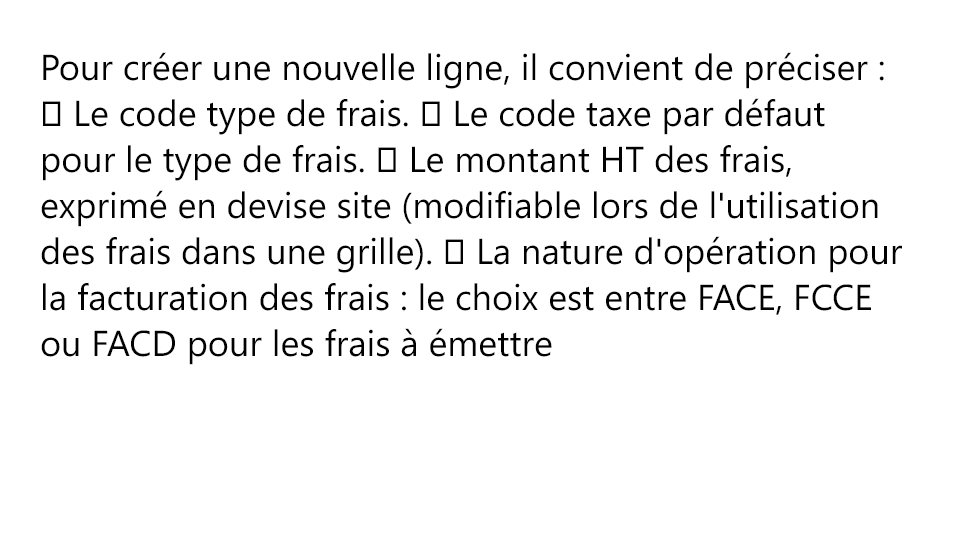 Pour créer une nouvelle ligne, il convient de préciser :
▯ Le code type de frais. ▯ Le code taxe par défaut
pour le type de frais. ▯ Le montant HT des frais,
exprimé en devise site (modifiable lors de l'utilisation
des frais dans une grille). ▯ La nature d'opération pour
la facturation des frais : le choix est entre FACE, FCCE
ou FACD pour les frais à émettre